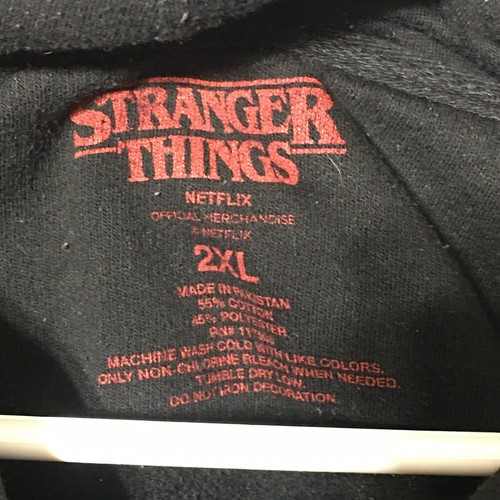 STRANGER
THINGS
NETFLIX
OFFICIAL MERCHANDISE
© NETFLIX
2XL
MADE IN PAKISTAN
55% COTTON
45% POLYESTER
RN#
MACHINE WASH COLD WITH LIKE COLORS.
ONLY NON-CHLORINE BLEACH WHEN NEEDED.
TUMBLE DRY LOW.
DO NOT IRON DECORATION.